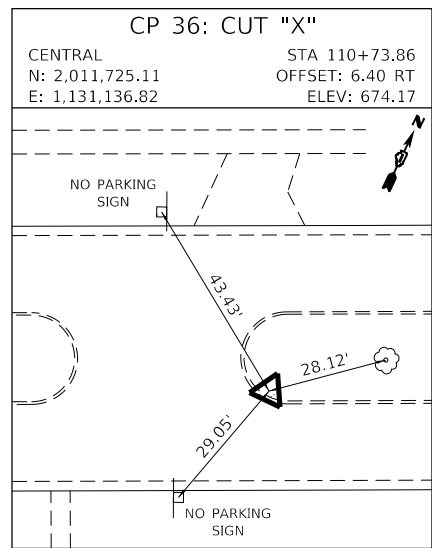 CP 36: CUT "X"
CENTRAL STA 110+73.86
N: 2,011,725.11 OFFSET: 6.40 RT
E: 1,131,136.82 ELEV: 674.17
N
NO PARKING
SIGN
43.43'
28.12'
29.05'
NO PARKING
SIGN